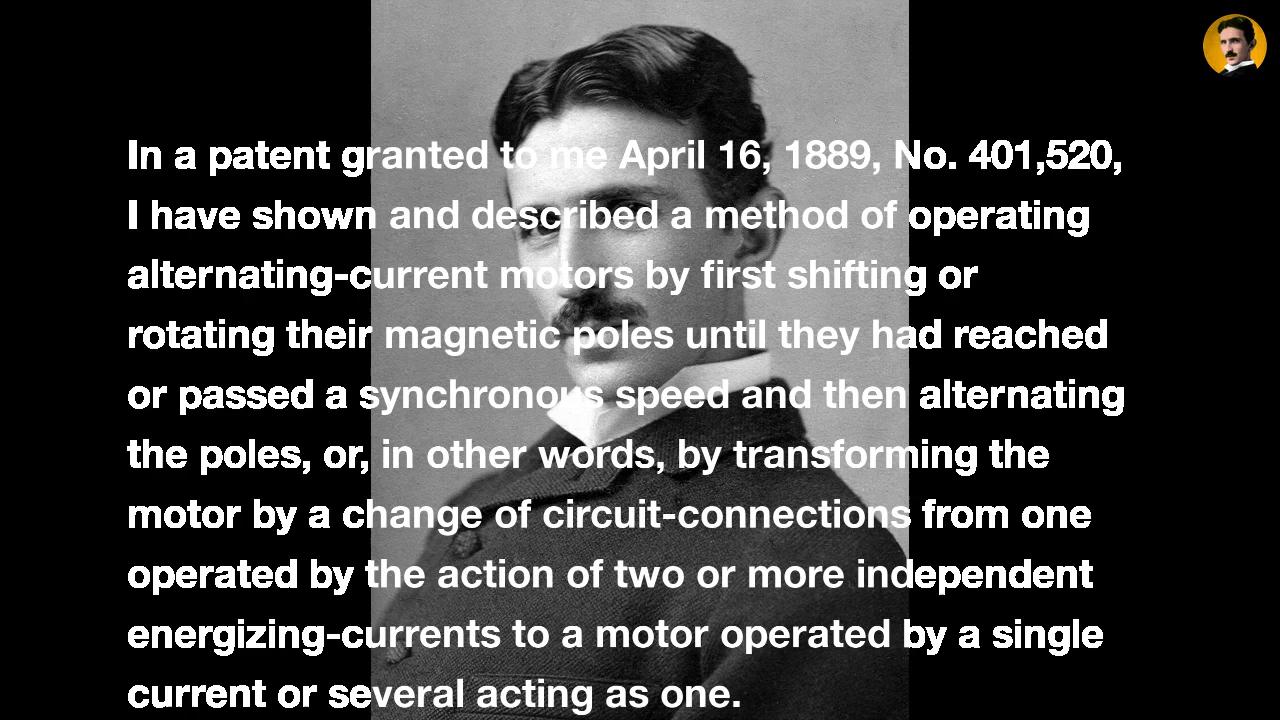 In a patent granted to me April 16, 1889, No. 401,520,
I have shown and described a method of operating
alternating-current motors by first shifting or
rotating their magnetic poles until they had reached
or passed a synchronous speed and then alternating
the poles, or, in other words, by transforming the
motor by a change of circuit-connections from one
operated by the action of two or more independent
energizing-currents to a motor operated by a single
current or several acting as one.